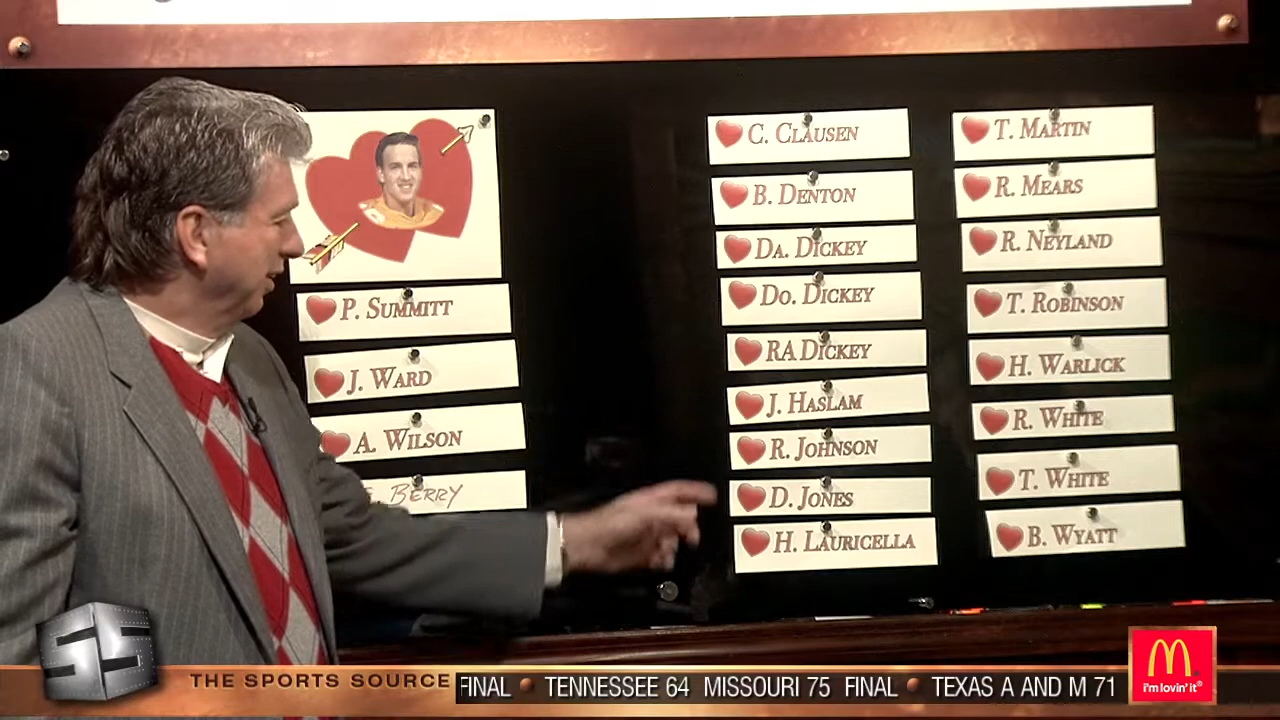 P. SUMMITT
J. WARD
A. WILSON
BERRY
C. CLAUSEN
B. DENTON
DA. DICKEY
DO. DICKEY
RA DICKEY
J. HASLAM
R. JOHNSON
D. JONES
H. LAURICELLA
T. MARTIN
R. MEARS
R. NEYLAND
T. ROBINSON
H. WARLICK
R. WHITE
T. WHITE
B. WYATT
THE SPORTS SOURCE
FINAL • TENNESSEE 64 MISSOURI 75 FINAL • TEXAS A AND M 71
i'm lovin' it®